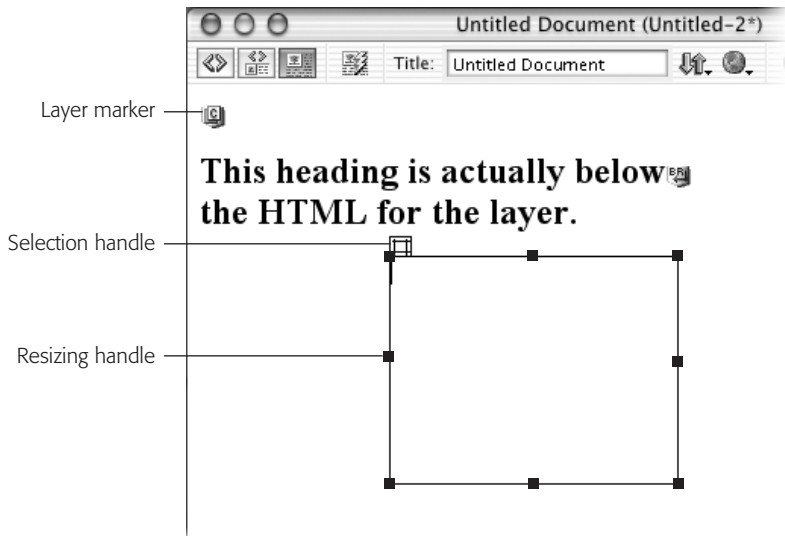 Untitled Document (Untitled-2*)
Title: Untitled Document
Layer marker
C
This heading is actually below BR
the HTML for the layer.
Selection handle
Resizing handle